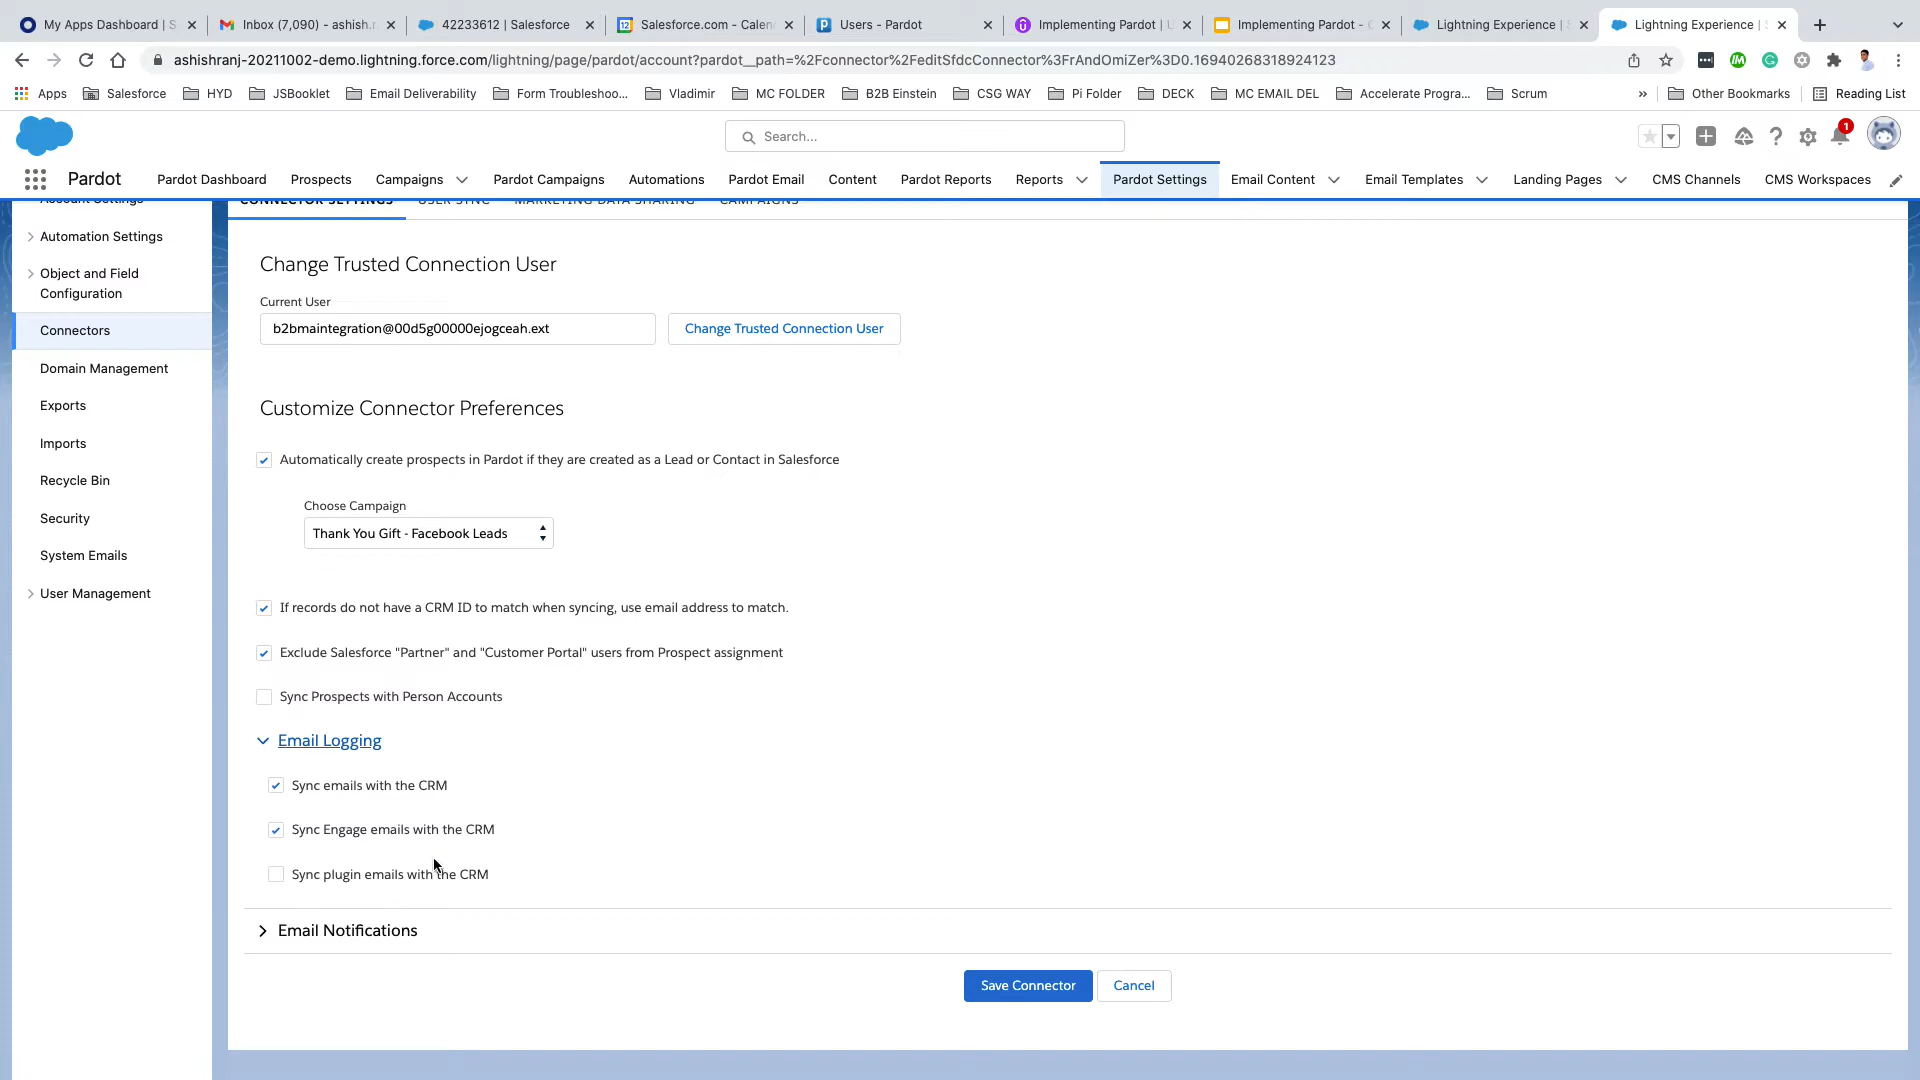 My Apps Dashboard | S
Inbox (7,090) - ashish.r
42233612 | Salesforce
Salesforce.com - Calen
Users - Pardot
Implementing Pardot | U
Implementing Pardot - G
Lightning Experience | S
Lightning Experience | S
ashishranj-20211002-demo.lightning.force.com/lightning/page/pardot/account?pardot__path=%2Fconnector%2FeditSfdcConnector%3FrAndOmiZer%3D0.16940268318924123
Apps
Salesforce
HYD
JSBooklet
Email Deliverability
Form Troubleshoo...
Vladimir
MC FOLDER
B2B Einstein
CSG WAY
Pi Folder
DECK
MC EMAIL DEL
Accelerate Progra...
Scrum
»
Other Bookmarks
Reading List
Search...
1
Pardot
Pardot Dashboard
Prospects
Campaigns
Pardot Campaigns
Automations
Pardot Email
Content
Pardot Reports
Reports
Pardot Settings
Email Content
Email Templates
Landing Pages
CMS Channels
CMS Workspaces
Account Settings
Automation Settings
Object and Field
Configuration
Connectors
Domain Management
Exports
Imports
Recycle Bin
Security
System Emails
User Management
CONNECTOR SETTINGS
USER SYNC
MARKETING DATA SHARING
CAMPAIGNS
Change Trusted Connection User
Current User
b2bmaintegration@00d5g00000ejogceah.ext
Change Trusted Connection User
Customize Connector Preferences
Automatically create prospects in Pardot if they are created as a Lead or Contact in Salesforce
Choose Campaign
Thank You Gift - Facebook Leads
If records do not have a CRM ID to match when syncing, use email address to match.
Exclude Salesforce "Partner" and "Customer Portal" users from Prospect assignment
Sync Prospects with Person Accounts
Email Logging
Sync emails with the CRM
Sync Engage emails with the CRM
Sync plugin emails with the CRM
Email Notifications
Save Connector
Cancel